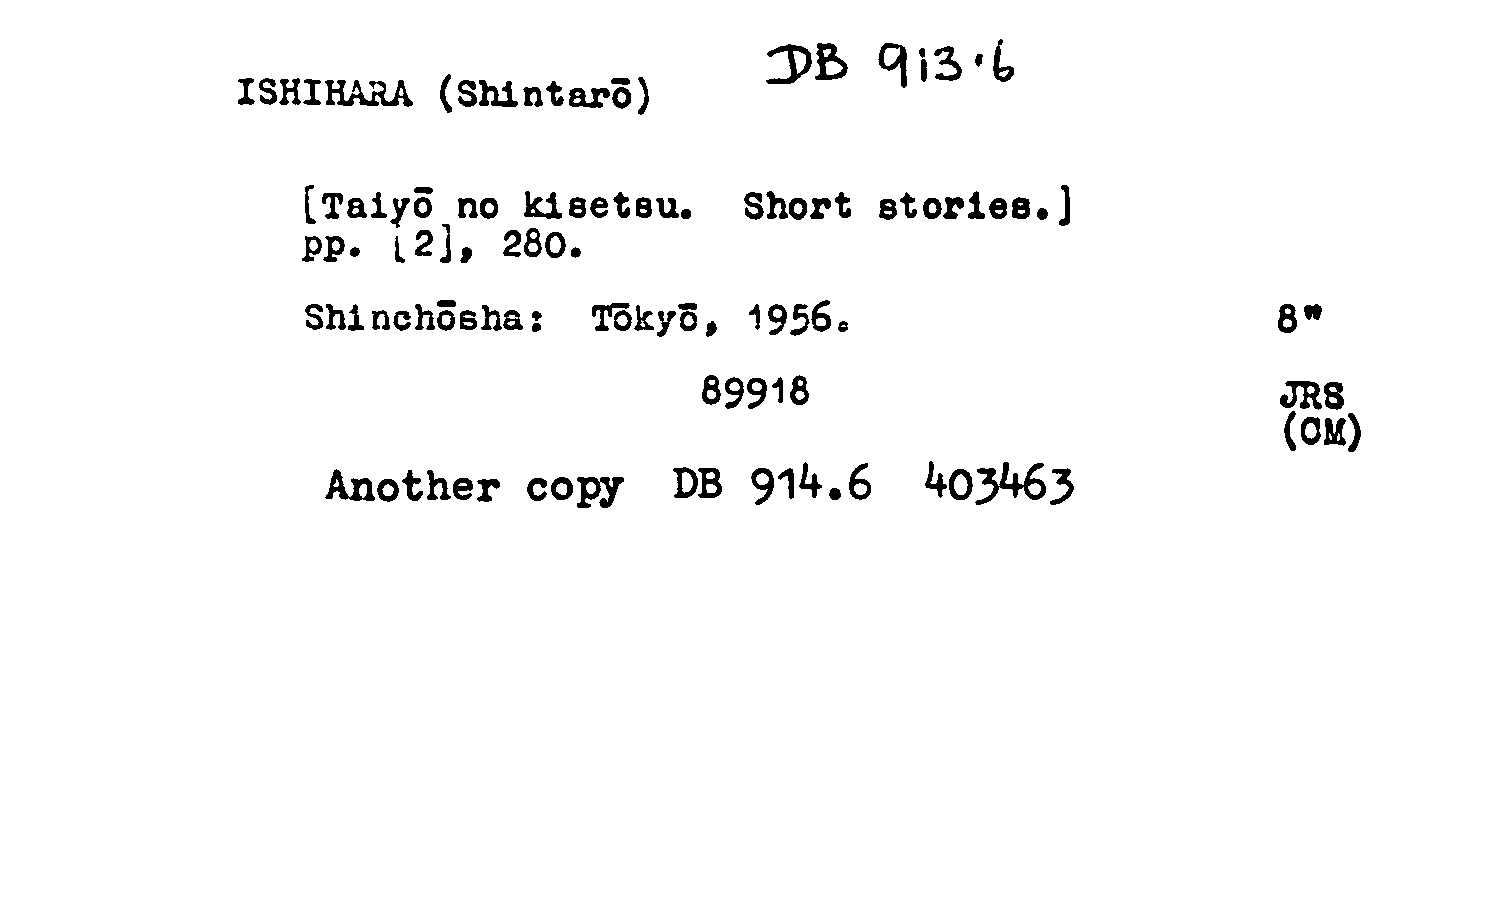 DB 913.6
ISHIHARA (Shintarō)
[Taiyō no kisetsu. Short stories.]
pp. [2], 280.
Shinchōsha: Tōkyō, 1956. 8"
89918 JRS
(CM)
Another copy DB 914.6 403463